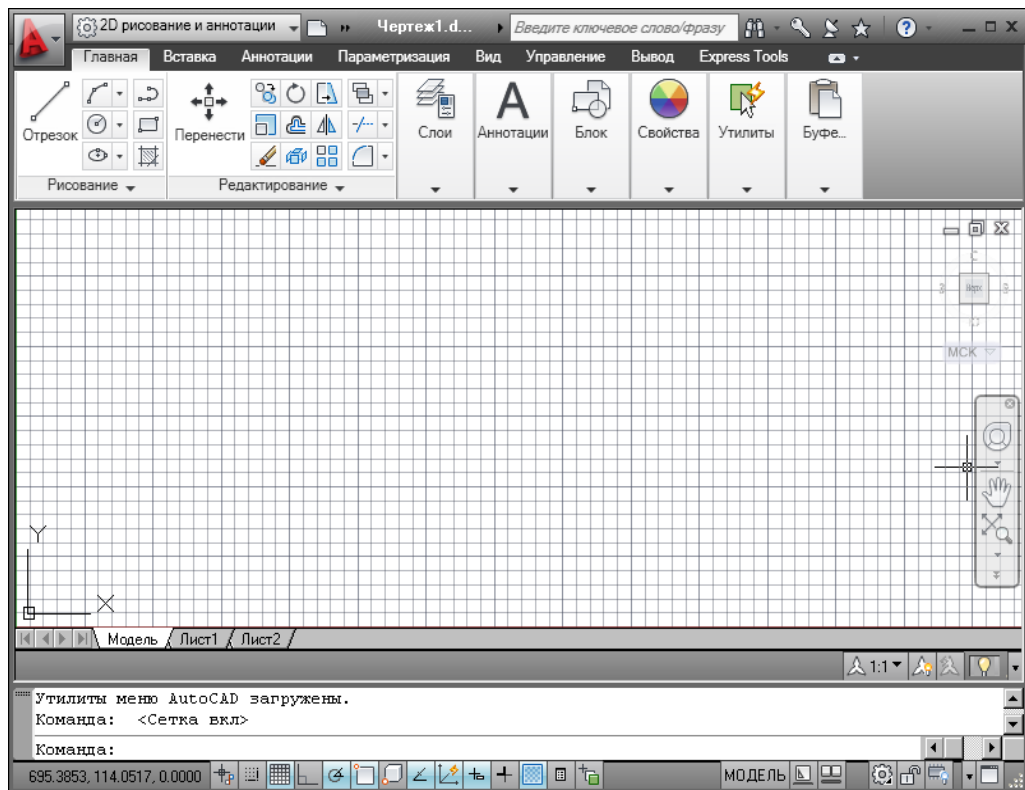 2D рисование и аннотации Чертеж1.d... Введите ключевое слово/фразу
Главная Вставка Аннотации Параметризация Вид Управление Вывод Express Tools
Отрезок Перенести Слои Аннотации Блок Свойства Утилиты Буфе...
Рисование Редактирование
С
З Верх В
Ю
МСК
Y
X
Модель Лист1 Лист2
1:1
Утилиты меню AutoCAD загружены.
Команда: <Сетка вкл>
Команда:
695.3853, 114.0517, 0.0000 МОДЕЛЬ